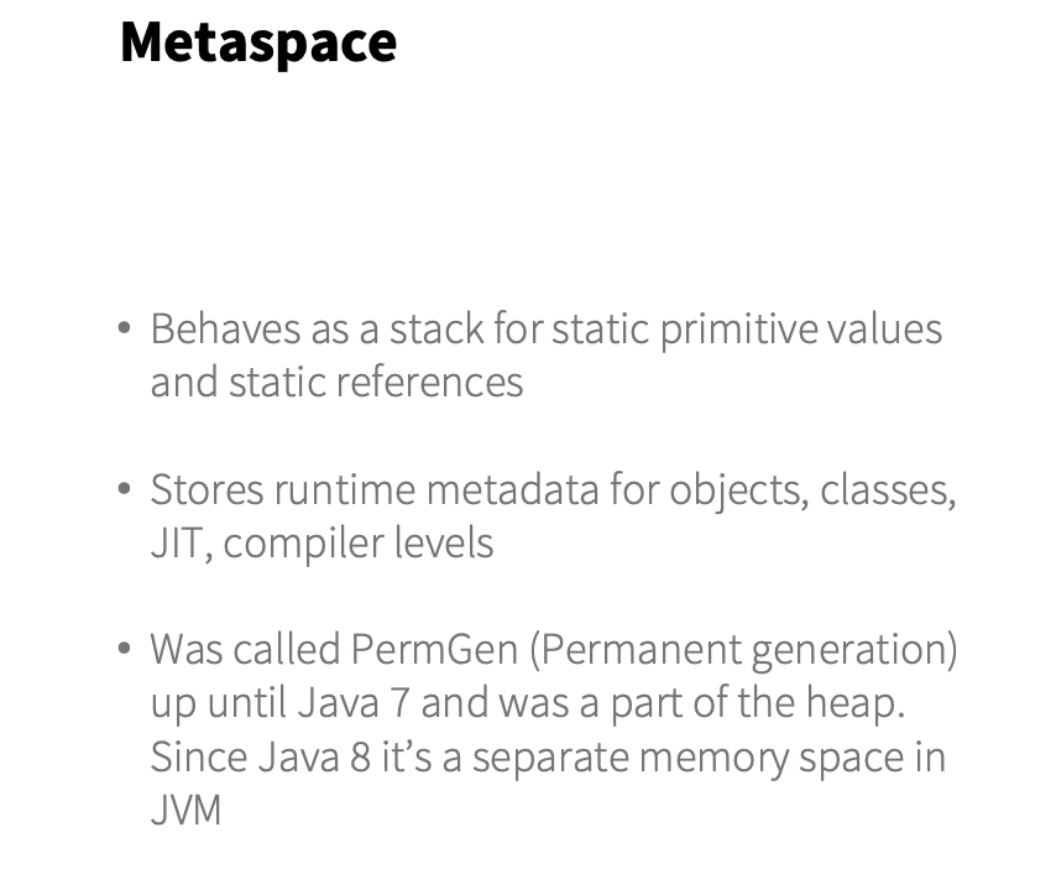 Metaspace
• Behaves as a stack for static primitive values
and static references
• Stores runtime metadata for objects, classes,
JIT, compiler levels
• Was called PermGen (Permanent generation)
up until Java 7 and was a part of the heap.
Since Java 8 it’s a separate memory space in
JVM